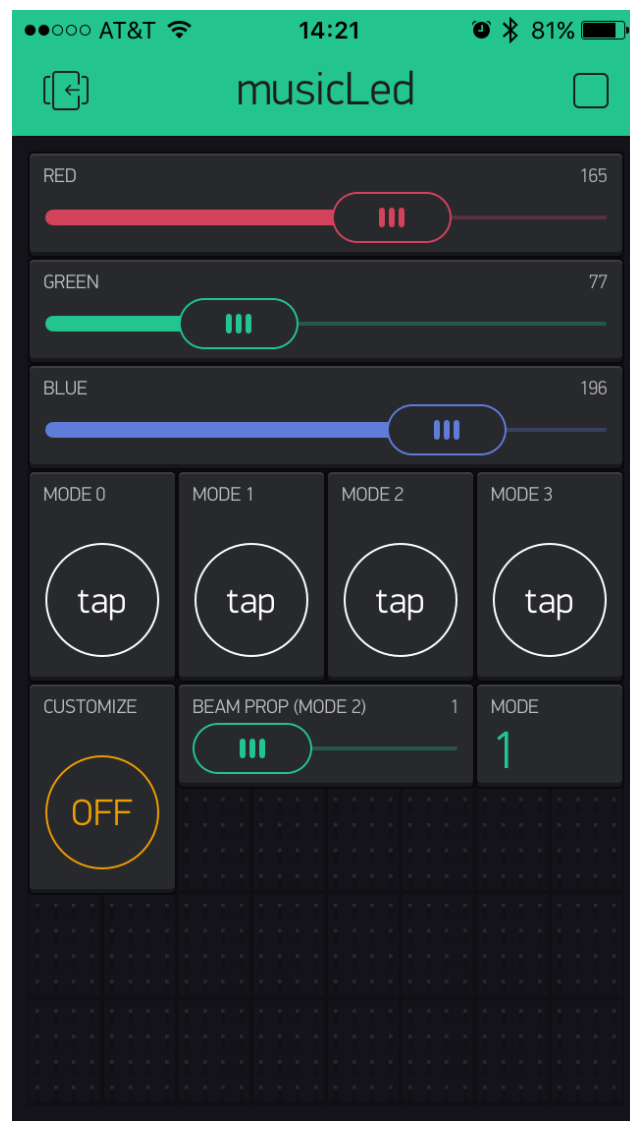 AT&T 14:21 81%
musicLed
RED 165
GREEN 77
BLUE 196
MODE 0 MODE 1 MODE 2 MODE 3
tap tap tap tap
CUSTOMIZE BEAM PROP (MODE 2) 1 MODE
1
OFF